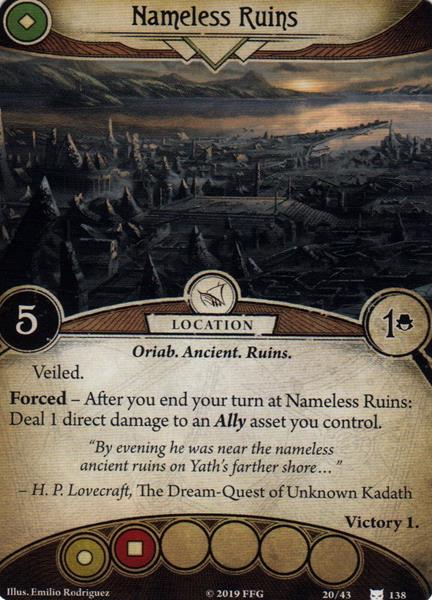 Nameless Ruins
5
LOCATION
1
Oriab. Ancient. Ruins.
Veiled.
Forced – After you end your turn at Nameless Ruins:
Deal 1 direct damage to an Ally asset you control.
“By evening he was near the nameless
ancient ruins on Yath's farther shore…”
– H. P. Lovecraft, The Dream-Quest of Unknown Kadath
Victory 1.
Illus. Emilio Rodriguez © 2019 FFG 20/43 138